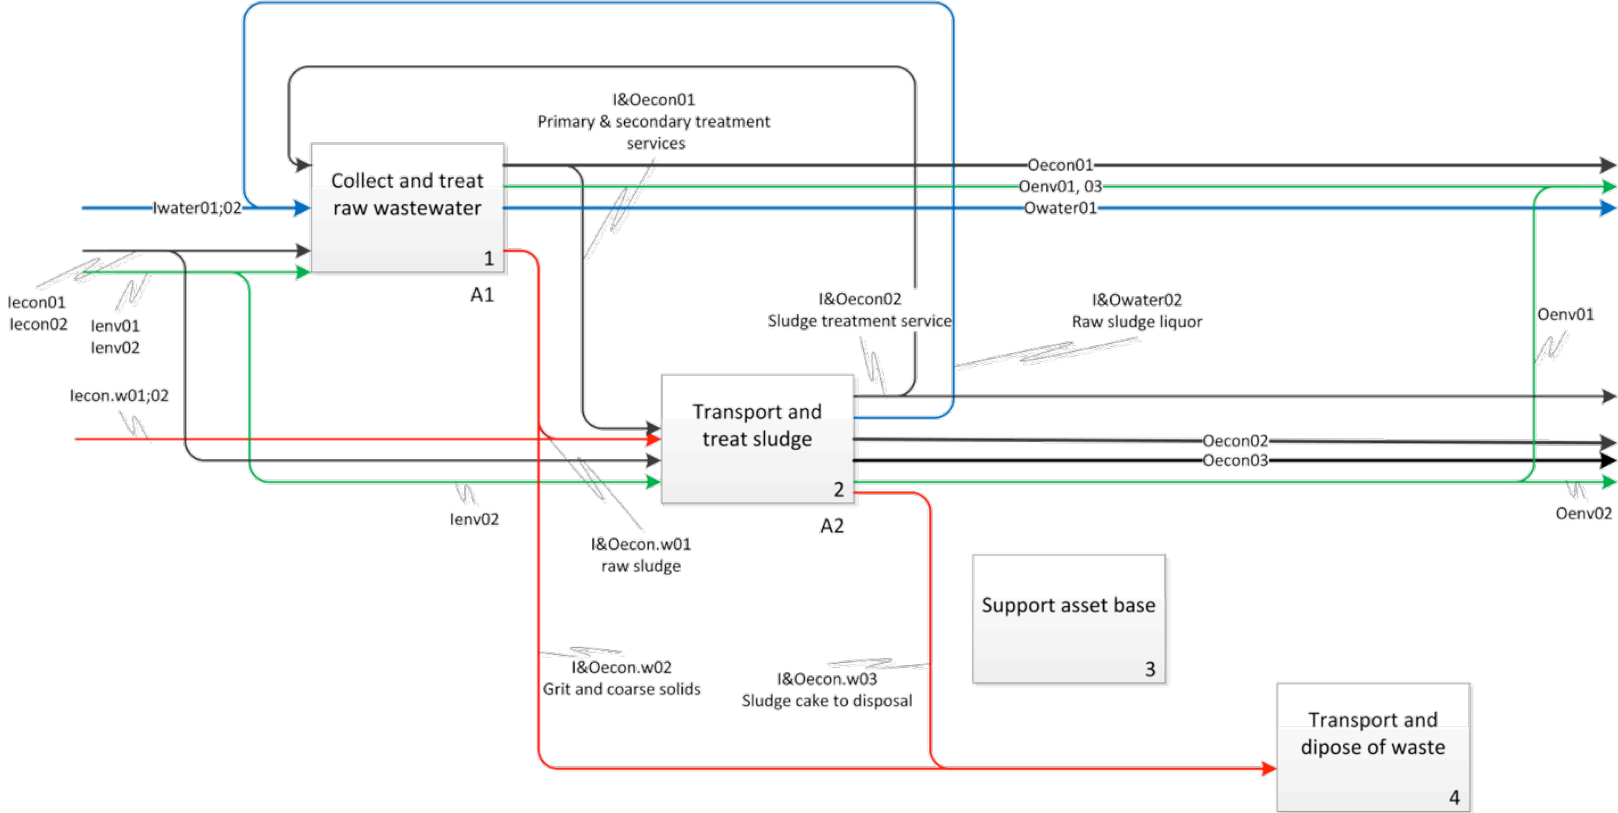 I&Oecon01
Primary & secondary treatment
services
Collect and treat
raw wastewater
1
A1
Oecon01
Oenv01, 03
Owater01
Iwater01;02
Iecon01
Iecon02
Ienv01
Ienv02
I&Oecon02
Sludge treatment service
I&Owater02
Raw sludge liquor
Oenv01
Iecon.w01;02
Transport and
treat sludge
2
A2
Oecon02
Oecon03
Oenv02
Ienv02
I&Oecon.w01
raw sludge
Support asset base
3
I&Oecon.w02
Grit and coarse solids
I&Oecon.w03
Sludge cake to disposal
Transport and
dipose of waste
4